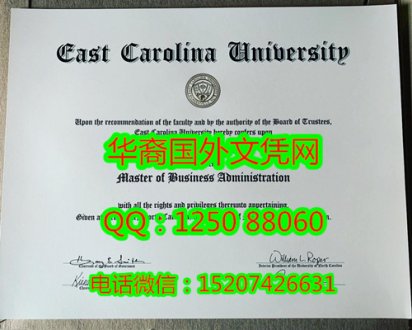 East Carolina University
Upon the recommendation of the faculty and by the authority of the Board of Trustees,
East Carolina University hereby confers upon
华裔国外文凭网
Master of Business Administration
with all the rights and privileges thereunto appertaining.
Given
QQ：1250 88060
电话微信：15207426631